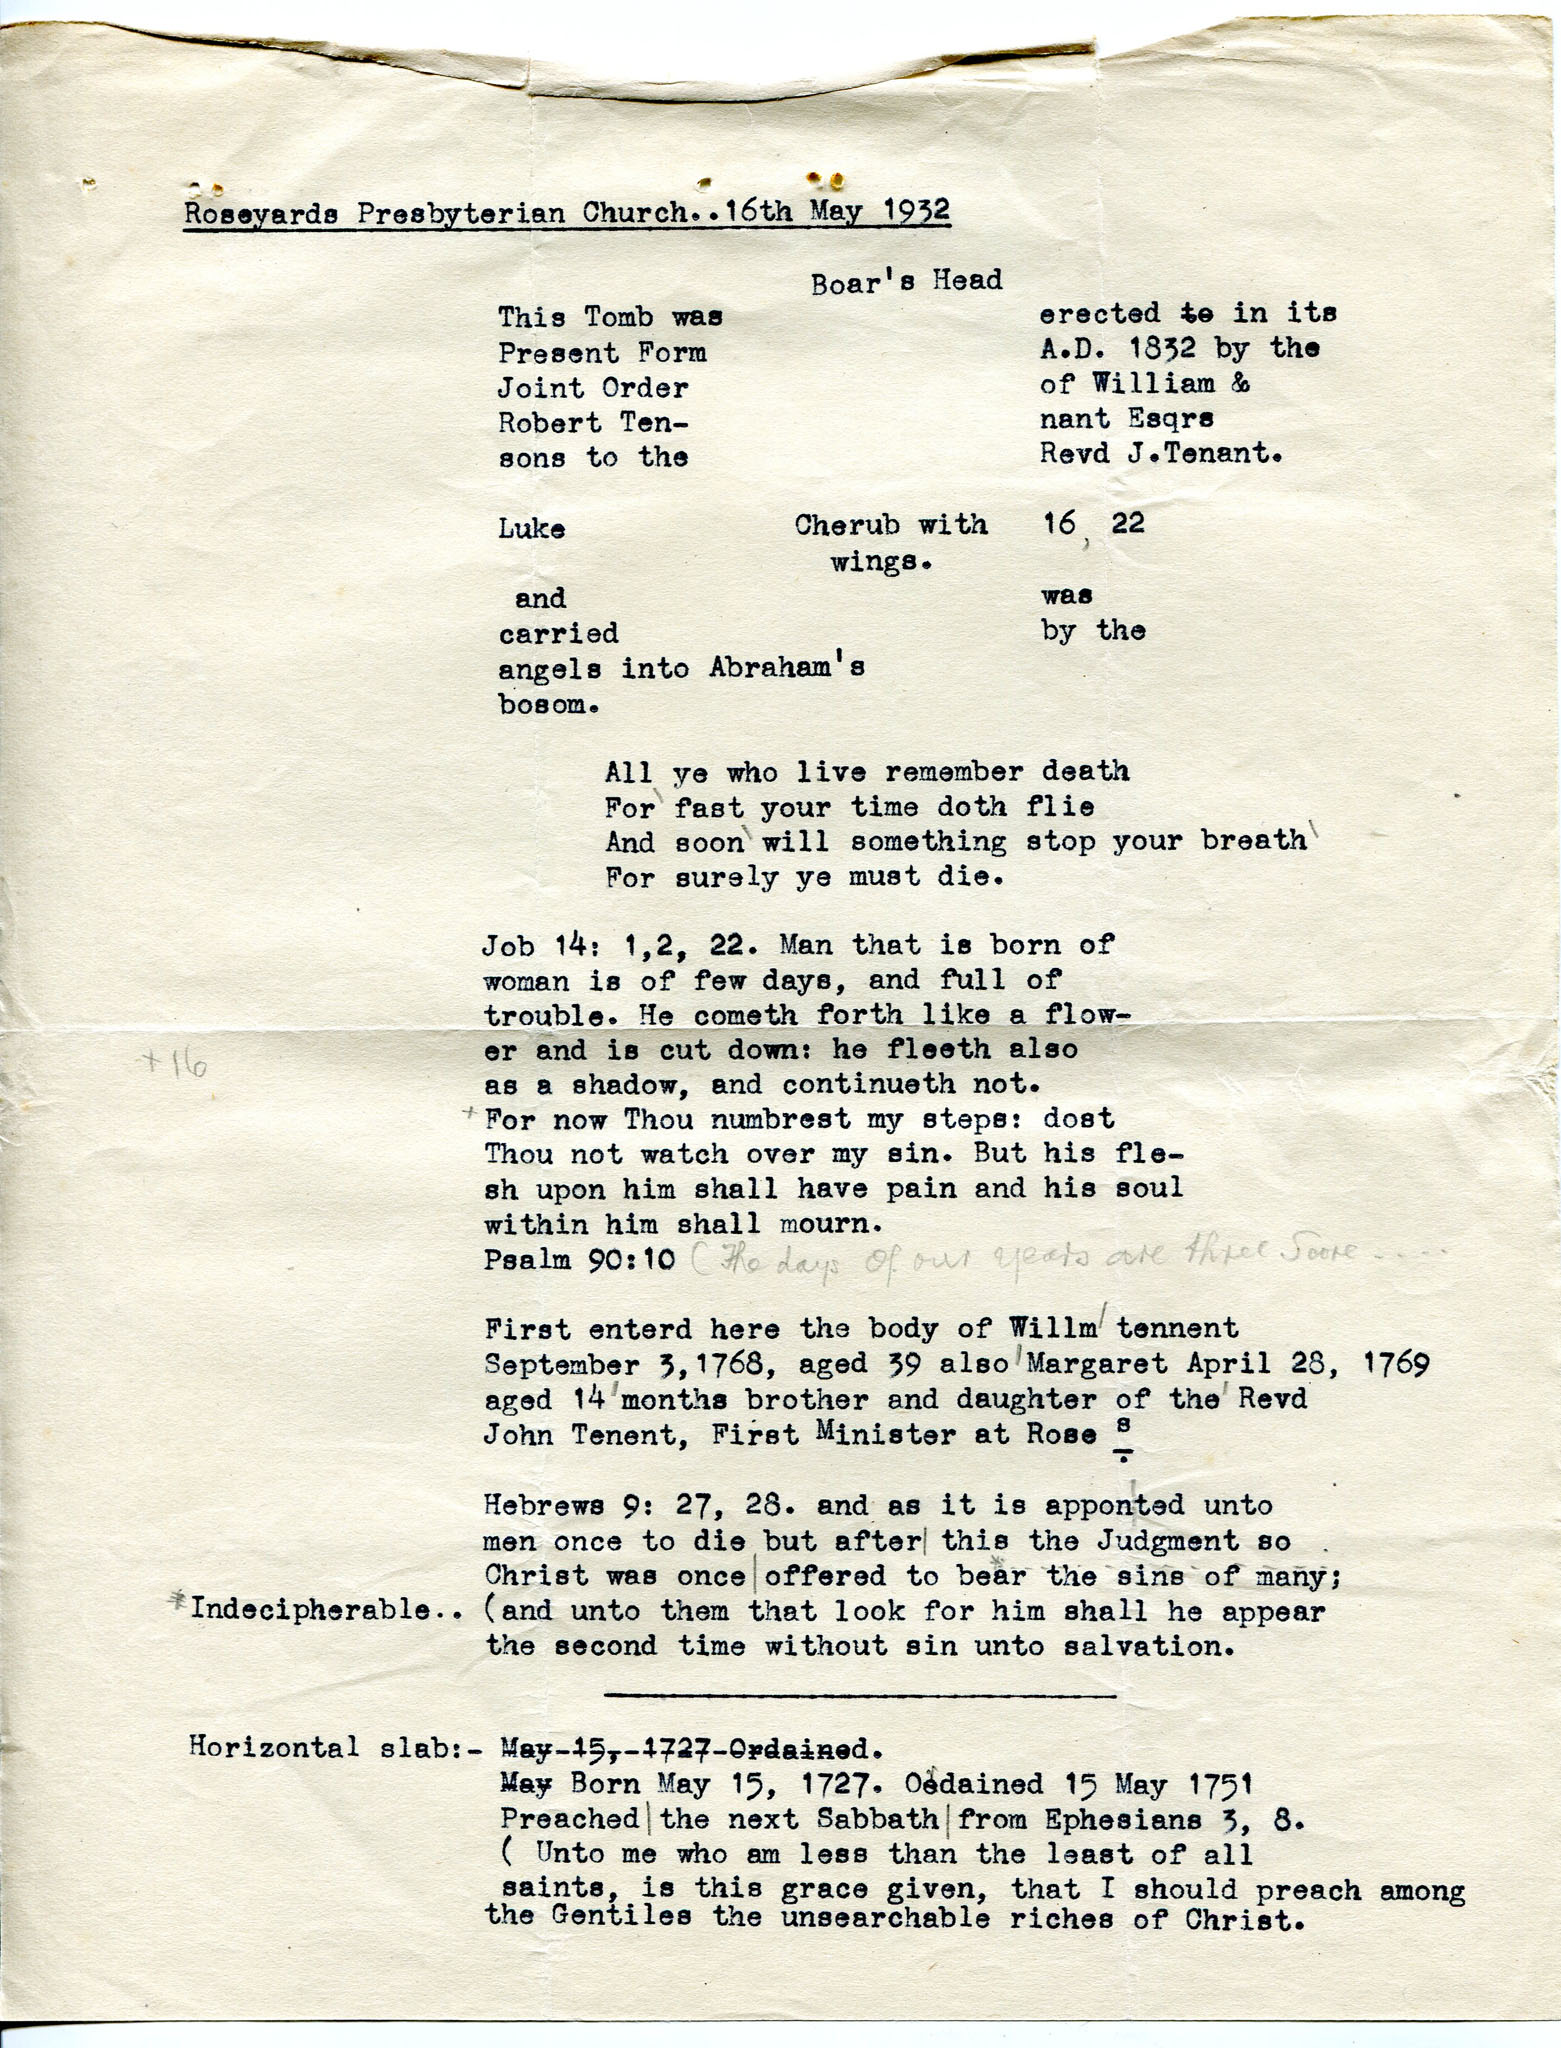 Roseyards Presbyterian Church..16th May 1932
Boar's Head
This Tomb was erected to in its
Present Form A.D. 1832 by the
Joint Order of William &
Robert Ten- nant Esqrs
sons to the Revd J.Tenant.
Luke Cherub with 16, 22
wings.
and was
carried by the
angels into Abraham's
bosom.
All ye who live remember death
For fast your time doth flie
And soon will something stop your breath
For surely ye must die.
Job 14: 1,2, 22. Man that is born of
woman is of few days, and full of
trouble. He cometh forth like a flow-
+16 er and is cut down: he fleeth also
as a shadow, and continueth not.
+For now Thou numbrest my steps: dost
Thou not watch over my sin. But his fle-
sh upon him shall have pain and his soul
within him shall mourn.
Psalm 90:10 (The days of our years are three score.....
First enterd here the body of Willm tennent
September 3,1768, aged 39 also Margaret April 28, 1769
aged 14 months brother and daughter of the Revd
John Tenent, First Minister at Rose s
Hebrews 9: 27, 28. and as it is apponted unto
men once to die but after| this the Judgment so
Christ was once|offered to bear the sins of many;
*Indecipherable.. (and unto them that look for him shall he appear
the second time without sin unto salvation.
Horizontal slab:- May-15,-1727-Ordained.
May Born May 15, 1727. Oedained 15 May 1751
Preached|the next Sabbath|from Ephesians 3, 8.
( Unto me who am less than the least of all
saints, is this grace given, that I should preach among
the Gentiles the unsearchable riches of Christ.